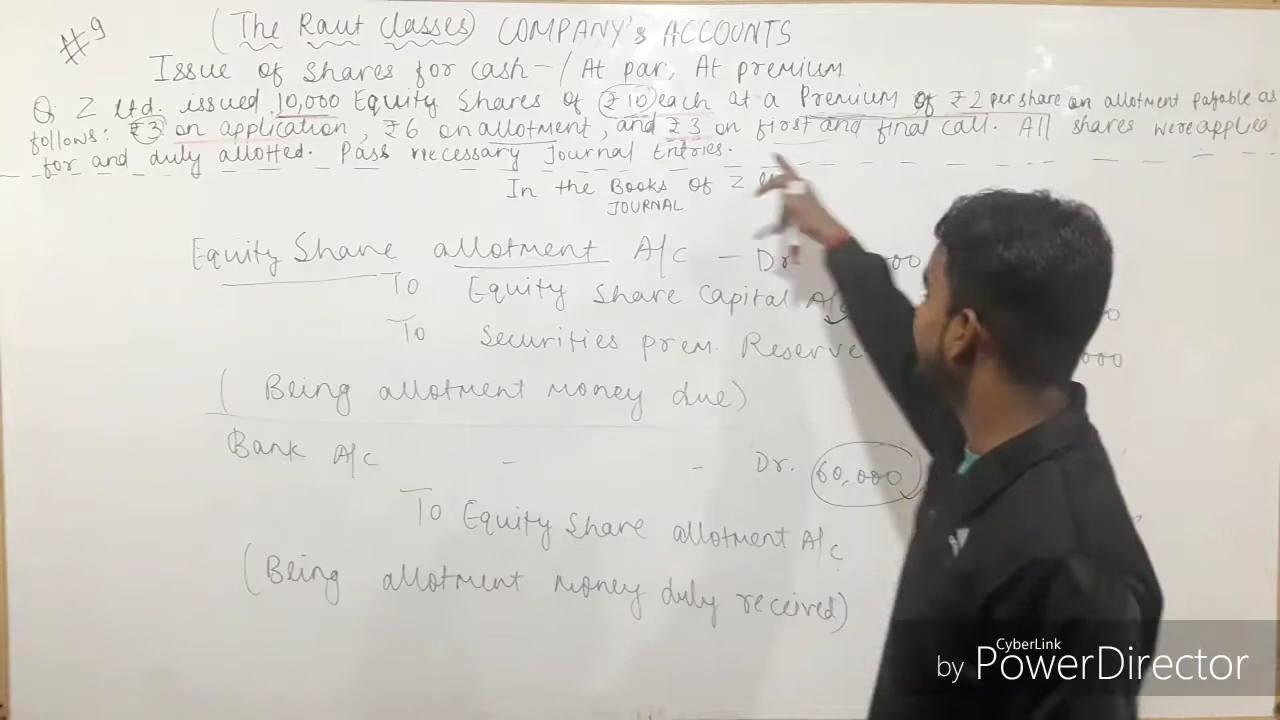 #9
(The Raut Classes) COMPANY's ACCOUNTS
Issue of Shares for cash - / At par, At premium
Q. Z Ltd. issued 10,000 Equity Shares of ₹10 each at a Premium of ₹2 per share on allotment payable as
follows: ₹3 on application, ₹6 on allotment, and ₹3 on first and final call. All shares were applied
for and duly allotted. Pass necessary Journal Entries.
In the Books of Z
JOURNAL
Equity Share allotment A/c - Dr.
To Equity Share Capital A/c
To Securities prem. Reserve
(Being allotment money due)
Bank A/c - - Dr. 60,000
To Equity Share allotment A/c
(Being allotment money duly received)
CyberLink
by PowerDirector